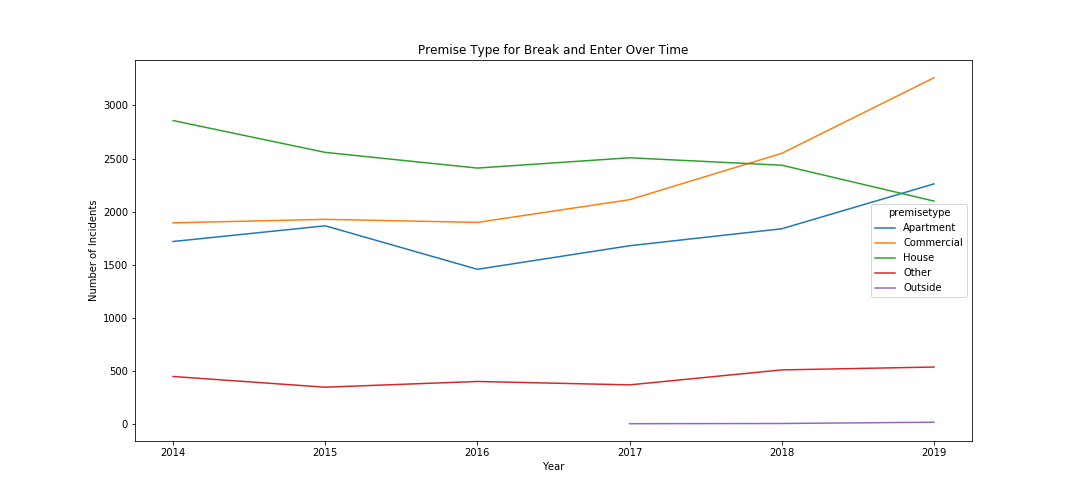 Premise Type for Break and Enter Over Time
Number of Incidents
3000
2500
2000
1500
1000
500
0
premisetype
Apartment
Commercial
House
Other
Outside
2014 2015 2016 2017 2018 2019
Year